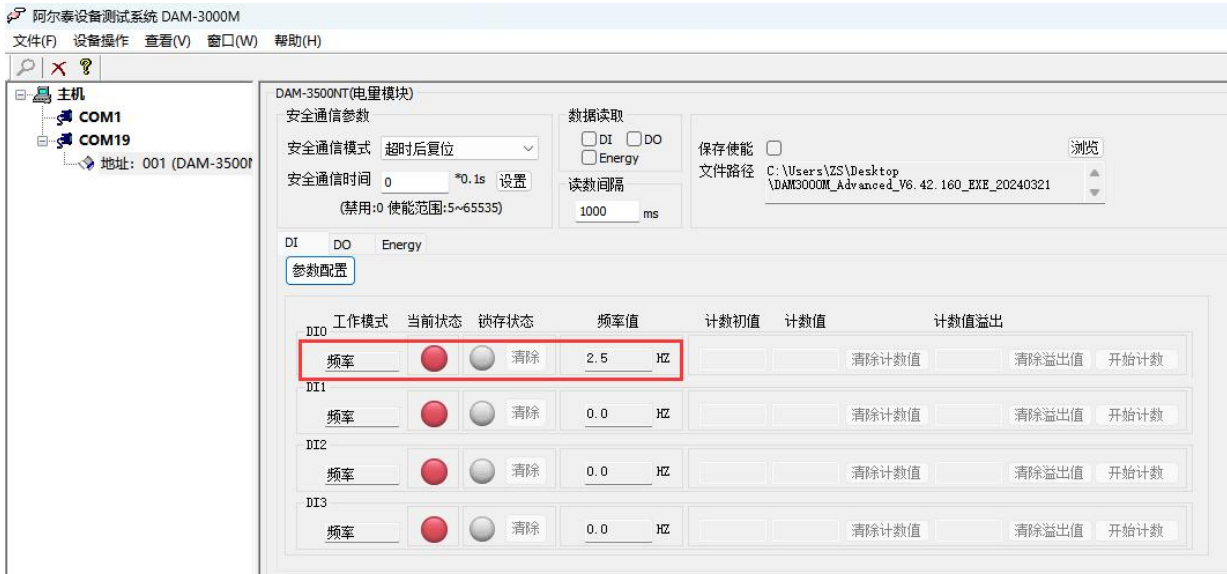 阿尔泰设备测试系统 DAM-3000M
文件(F) 设备操作 查看(V) 窗口(W) 帮助(H)
主机
COM1
COM19
地址: 001 (DAM-3500N
DAM-3500NT(电量模块)
安全通信参数
安全通信模式 超时后复位
安全通信时间 0 *0.1s 设置
(禁用:0 使能范围:5~65535)
数据读取
DI DO
Energy
读数间隔
1000 ms
保存使能 浏览
文件路径 C:\Users\ZS\Desktop
\DAM3000M_Advanced_V6.42.160_EXE_20240321
DI DO Energy
参数配置
工作模式 当前状态 锁存状态 频率值 计数初值 计数值 计数值溢出
DI0
频率 清除 2.5 HZ 清除计数值 清除溢出值 开始计数
DI1
频率 清除 0.0 HZ 清除计数值 清除溢出值 开始计数
DI2
频率 清除 0.0 HZ 清除计数值 清除溢出值 开始计数
DI3
频率 清除 0.0 HZ 清除计数值 清除溢出值 开始计数